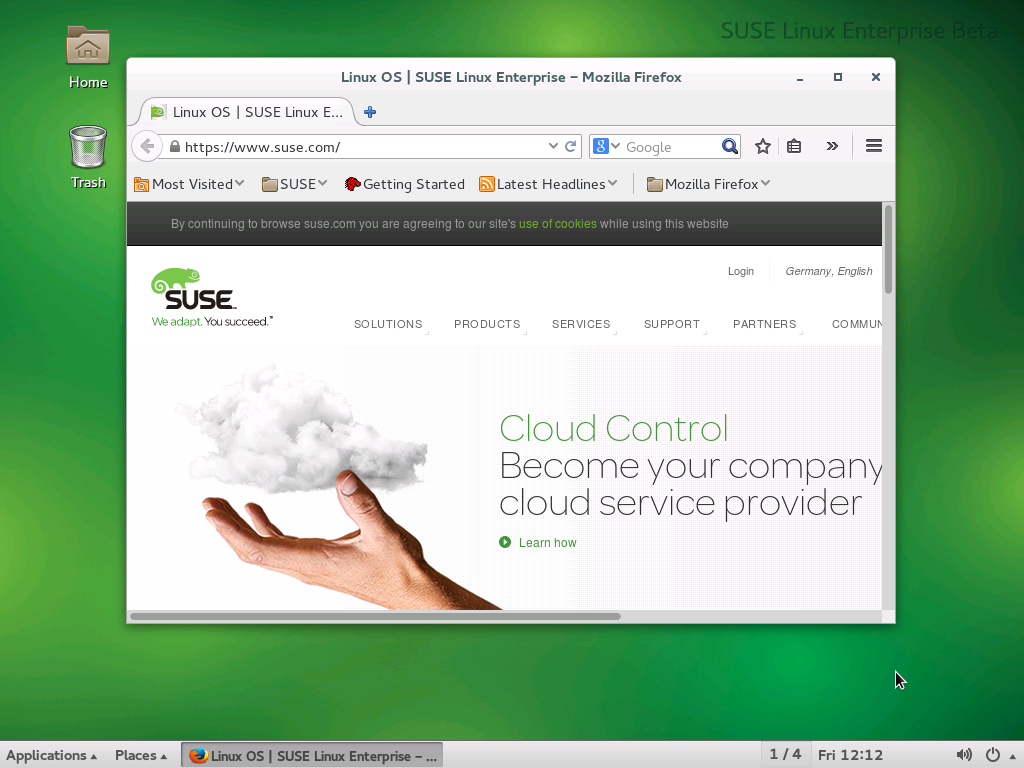 SUSE Linux Enterprise Beta
Home
Trash
Linux OS | SUSE Linux Enterprise – Mozilla Firefox
Linux OS | SUSE Linux E...
https://www.suse.com/
8
Google
Most Visited
SUSE
Getting Started
Latest Headlines
Mozilla Firefox
By continuing to browse suse.com you are agreeing to our site's use of cookies while using this website
Login
Germany, English
SUSE™
We adapt. You succeed.™
SOLUTIONS
PRODUCTS
SERVICES
SUPPORT
PARTNERS
COMMUN
Cloud Control
Become your company
cloud service provider
Learn how
Applications
Places
Linux OS | SUSE Linux Enterprise – ...
1 / 4
Fri 12:12